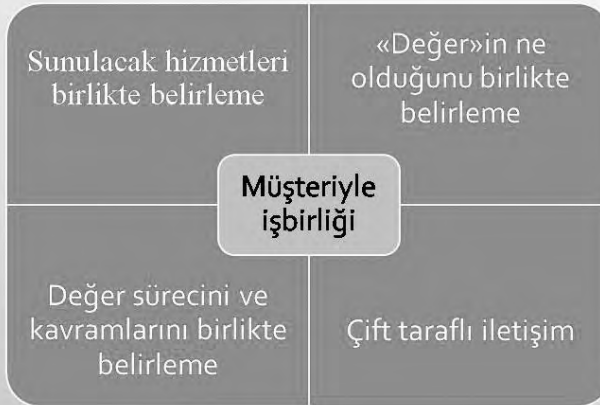 Sunulacak hizmetleri
birlikte belirleme
«Değer»in ne
olduğunu birlikte
belirleme
Müşteriyle
işbirliği
Değer sürecini ve
kavramlarını birlikte
belirleme
Çift taraflı iletişim